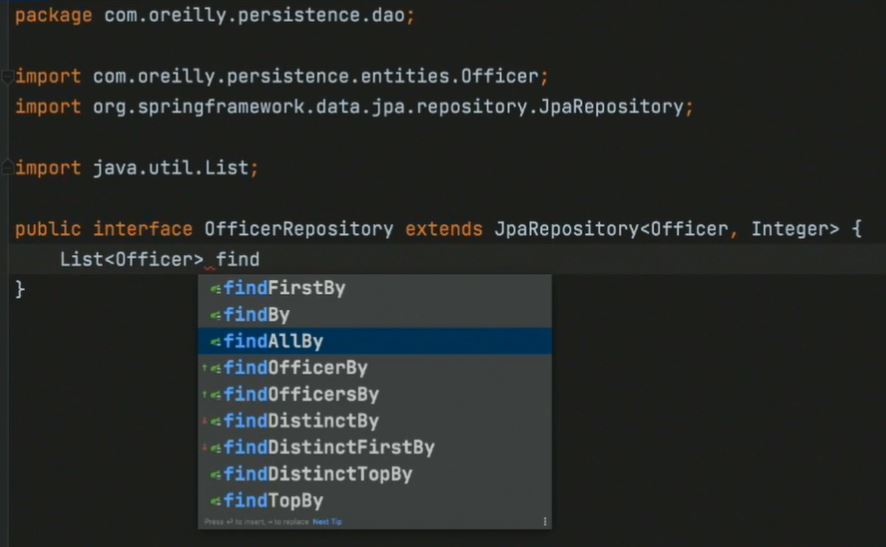 package com.oreilly.persistence.dao;
import com.oreilly.persistence.entities.Officer;
import org.springframework.data.jpa.repository.JpaRepository;
import java.util.List;
public interface OfficerRepository extends JpaRepository<Officer, Integer> {
List<Officer> find
}
findFirstBy
findBy
findAllBy
findOfficerBy
findOfficersBy
findDistinctBy
findDistinctFirstBy
findDistinctTopBy
findTopBy
Press ↵ to insert, → to replace Next Tip